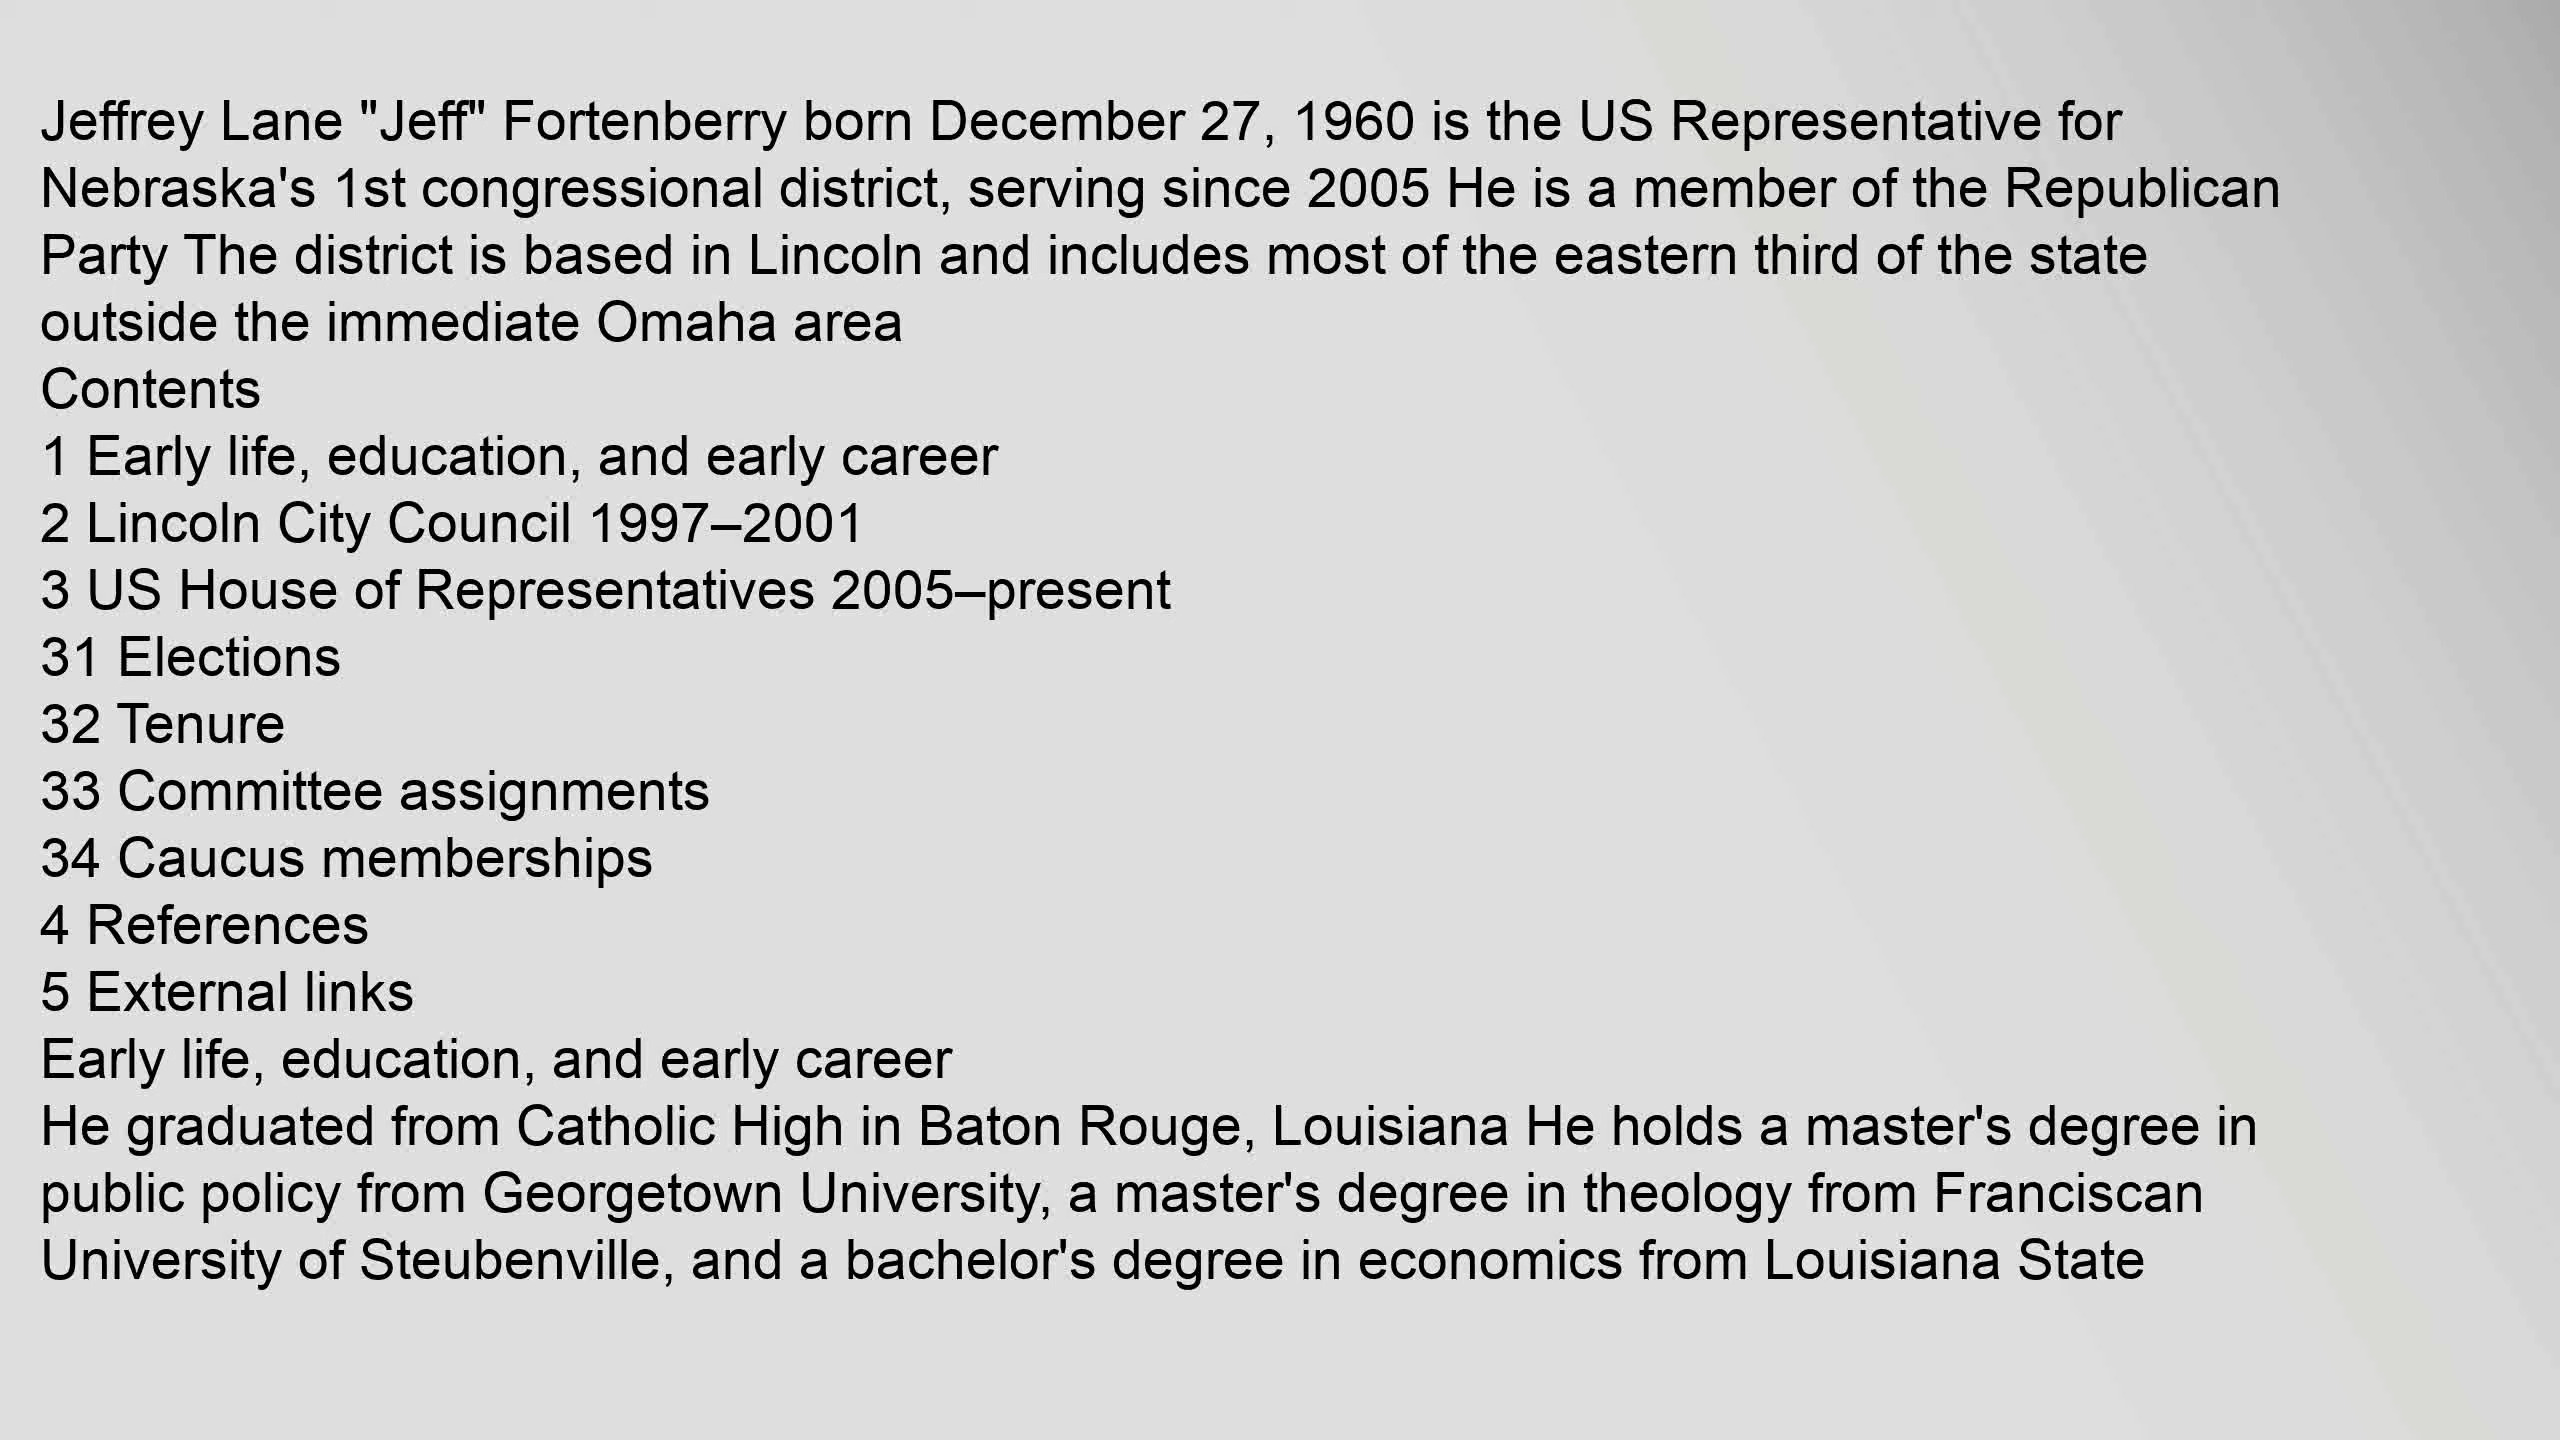 Jeffrey Lane "Jeff" Fortenberry born December 27, 1960 is the US Representative for
Nebraska's 1st congressional district, serving since 2005 He is a member of the Republican
Party The district is based in Lincoln and includes most of the eastern third of the state
outside the immediate Omaha area
Contents
1 Early life, education, and early career
2 Lincoln City Council 1997–2001
3 US House of Representatives 2005–present
31 Elections
32 Tenure
33 Committee assignments
34 Caucus memberships
4 References
5 External links
Early life, education, and early career
He graduated from Catholic High in Baton Rouge, Louisiana He holds a master's degree in
public policy from Georgetown University, a master's degree in theology from Franciscan
University of Steubenville, and a bachelor's degree in economics from Louisiana State